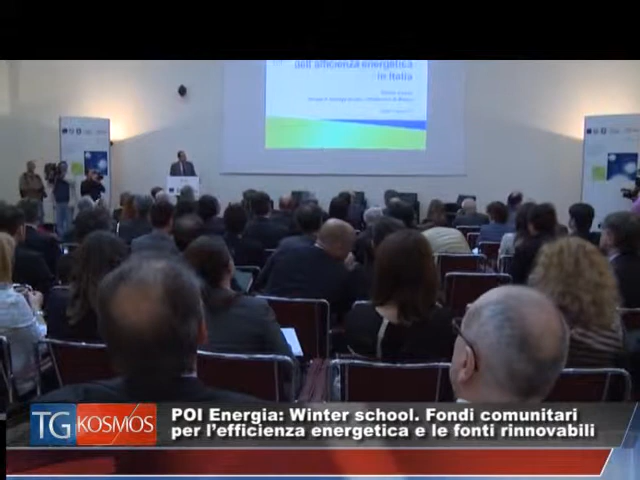 dell'efficienza energetica
in Italia
TG KOSMOS
POI Energia: Winter school. Fondi comunitari
per l'efficienza energetica e le fonti rinnovabili